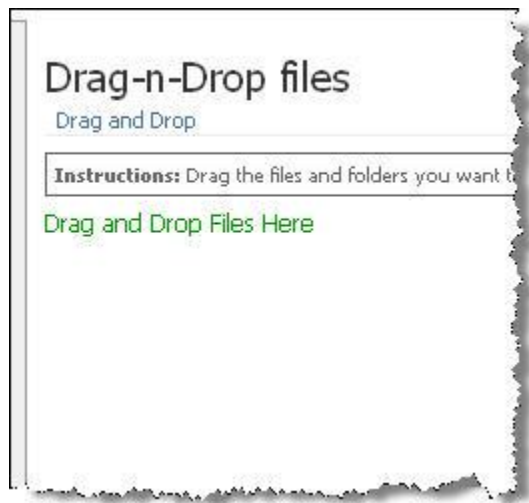 Drag-n-Drop files
Drag and Drop
Instructions: Drag the files and folders you want
Drag and Drop Files Here